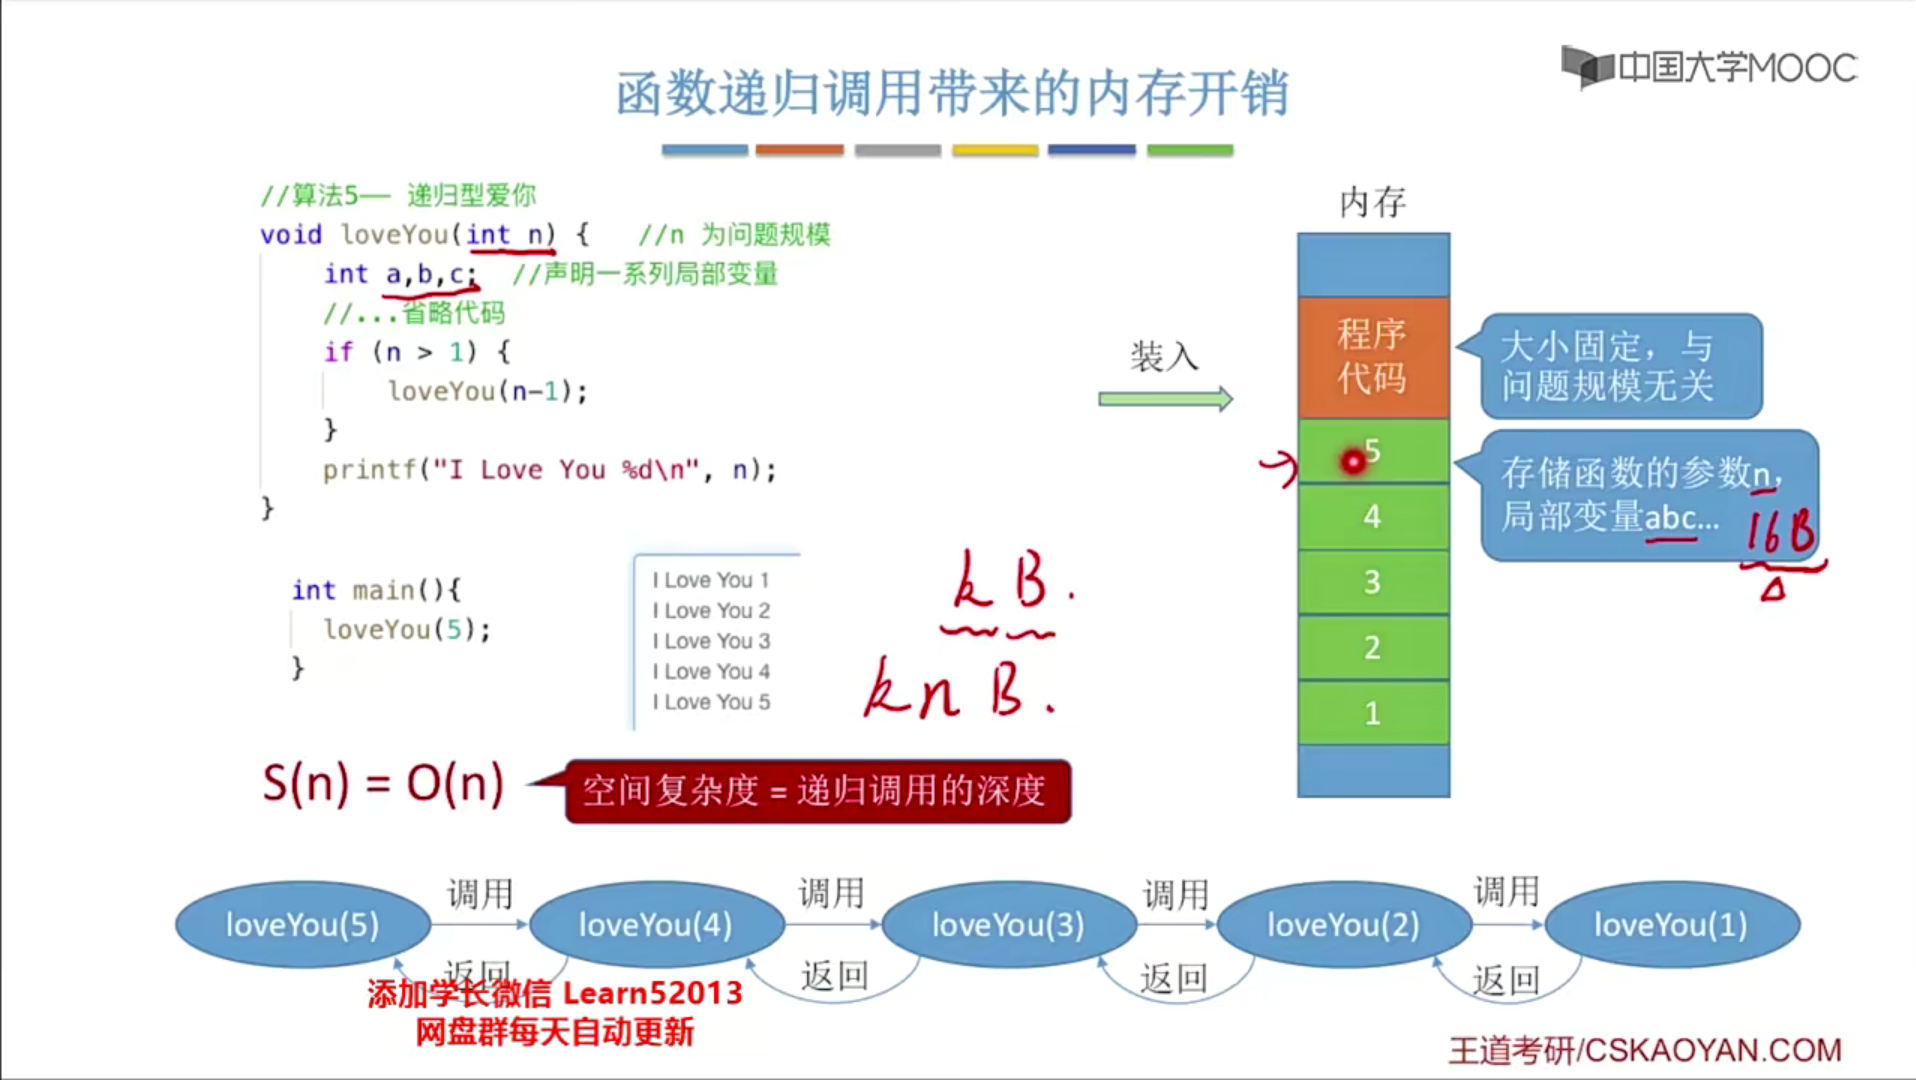 中国大学MOOC
函数递归调用带来的内存开销
//算法5—— 递归型爱你
void loveYou(int n) {   //n 为问题规模
int a,b,c;  //声明一系列局部变量
//...省略代码
if (n > 1) {
loveYou(n-1);
}
printf("I Love You %d\n", n);
}
int main(){
loveYou(5);
}
I Love You 1
I Love You 2
I Love You 3
I Love You 4
I Love You 5
k B.
kn B.
装入
内存
程序
代码
5
4
3
2
1
大小固定，与
问题规模无关
存储函数的参数n，
局部变量abc…
16B
S(n) = O(n)
空间复杂度 = 递归调用的深度
loveYou(5)
调用
loveYou(4)
调用
loveYou(3)
调用
loveYou(2)
调用
loveYou(1)
返回
返回
返回
返回
添加学长微信 Learn52013
网盘群每天自动更新
王道考研/CSKAOYAN.COM